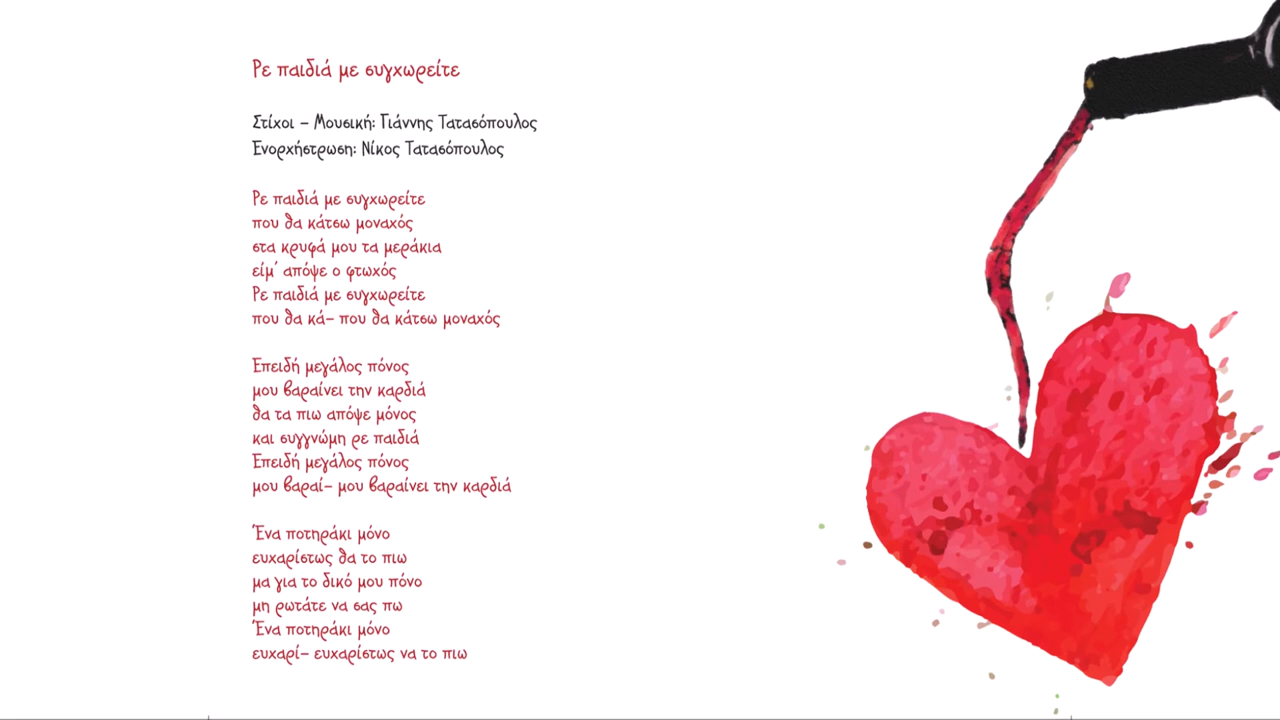 Ρε παιδιά με συγχωρείτε
Στίχοι – Μουσική: Γιάννης Τατασόπουλος
Ενορχήστρωση: Νίκος Τατασόπουλος
Ρε παιδιά με συγχωρείτε
που θα κάτσω μοναχός
στα κρυφά μου τα μεράκια
είμ΄ απόψε ο φτωχός
Ρε παιδιά με συγχωρείτε
που θα κά– που θα κάτσω μοναχός
Επειδή μεγάλος πόνος
μου βαραίνει την καρδιά
θα τα πιω απόψε μόνος
και συγγνώμη ρε παιδιά
Επειδή μεγάλος πόνος
μου βαραί– μου βαραίνει την καρδιά
Ένα ποτηράκι μόνο
ευχαρίστως θα το πιω
μα για το δικό μου πόνο
μη ρωτάτε να σας πω
Ένα ποτηράκι μόνο
ευχαρί– ευχαρίστως να το πιω